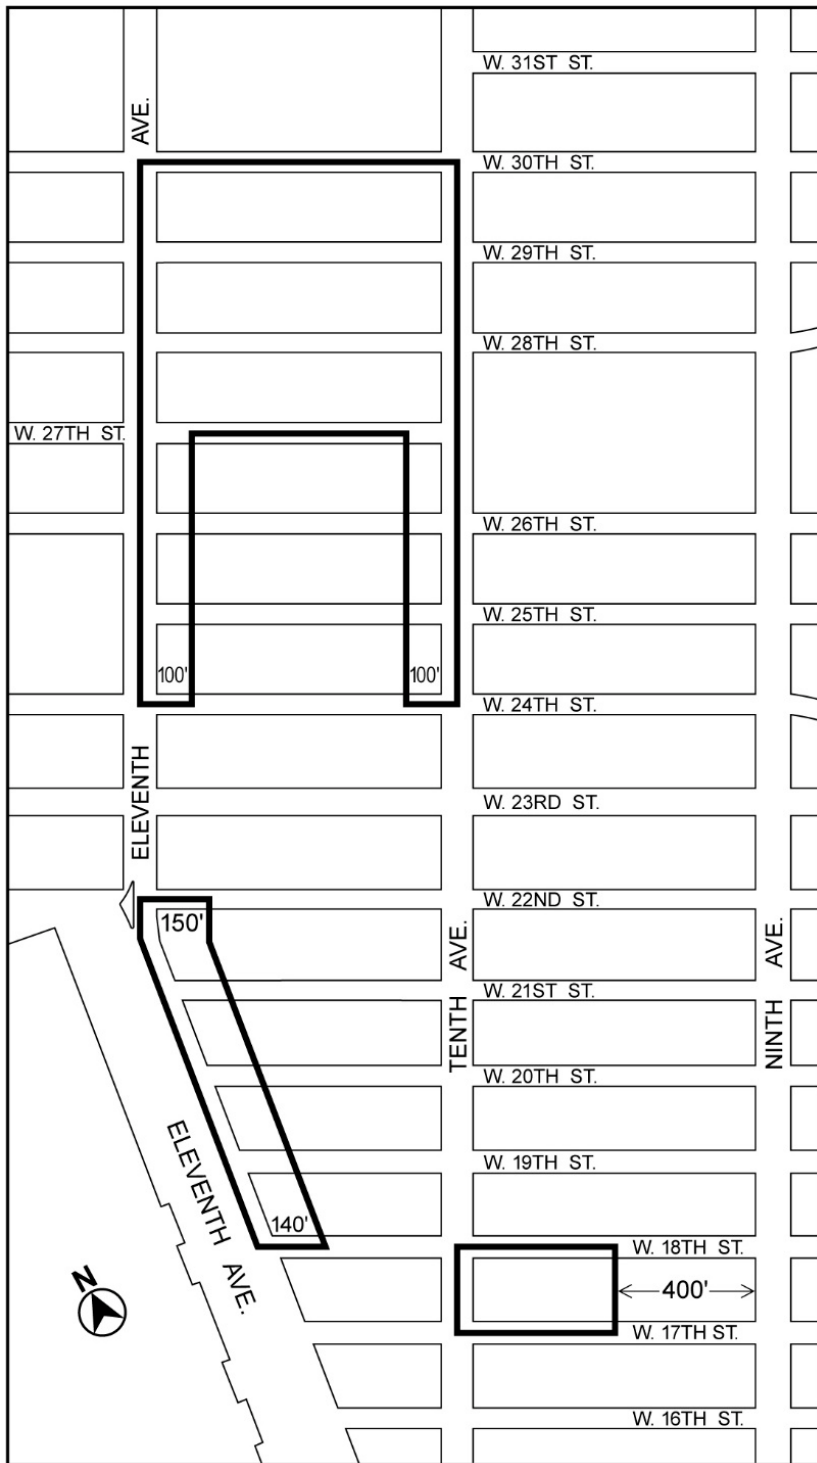 W. 31ST ST.
AVE.
W. 30TH ST.
W. 29TH ST.
W. 28TH ST.
W. 27TH ST.
W. 26TH ST.
W. 25TH ST.
100'
100'
W. 24TH ST.
ELEVENTH
W. 23RD ST.
W. 22ND ST.
150'
TENTH AVE.
NINTH AVE.
W. 21ST ST.
W. 20TH ST.
W. 19TH ST.
ELEVENTH AVE.
140'
W. 18TH ST.
N
400'
W. 17TH ST.
W. 16TH ST.